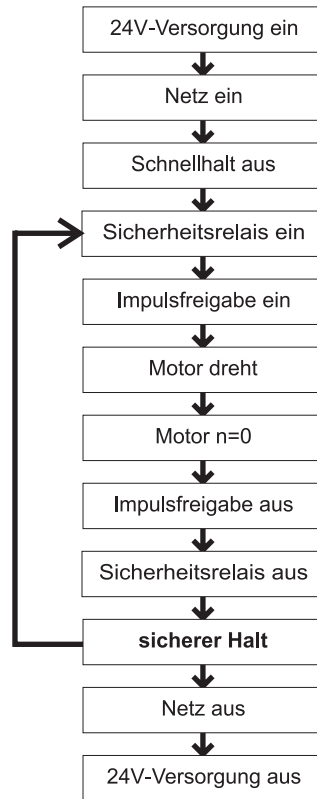 24V-Versorgung ein
Netz ein
Schnellhalt aus
Sicherheitsrelais ein
Impulsfreigabe ein
Motor dreht
Motor n=0
Impulsfreigabe aus
Sicherheitsrelais aus
sicherer Halt
Netz aus
24V-Versorgung aus